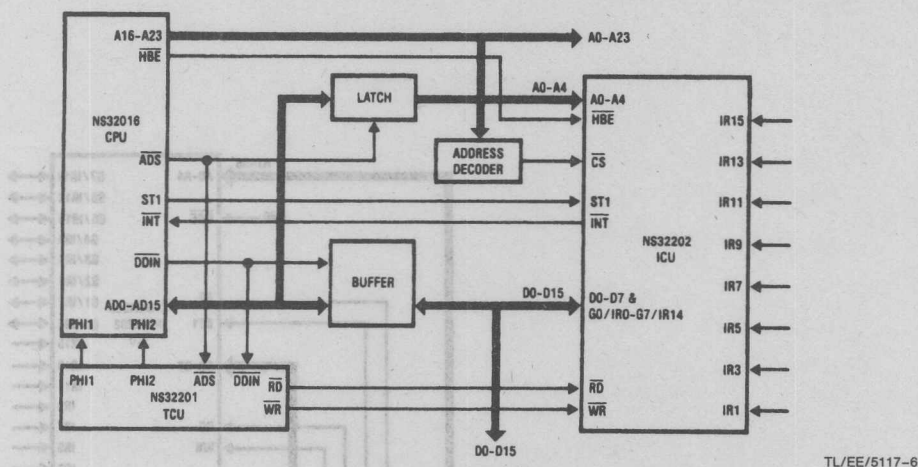 A16-A23
A0-A23
HBE
LATCH
A0-A4
A0-A4
HBE
IR15
NS32016
CPU
ADS
ADDRESS
DECODER
CS
IR13
ST1
ST1
IR11
INT
INT
NS32202
ICU
IR9
DDIN
BUFFER
IR7
AD0-AD15
D0-D15
D0-D7 &
G0/IR0-G7/IR14
IR5
PHI1
PHI2
PHI1
PHI2
ADS
DDIN
RD
RD
IR3
NS32201
TCU
WR
WR
IR1
D0-D15
TL/EE/5117-6